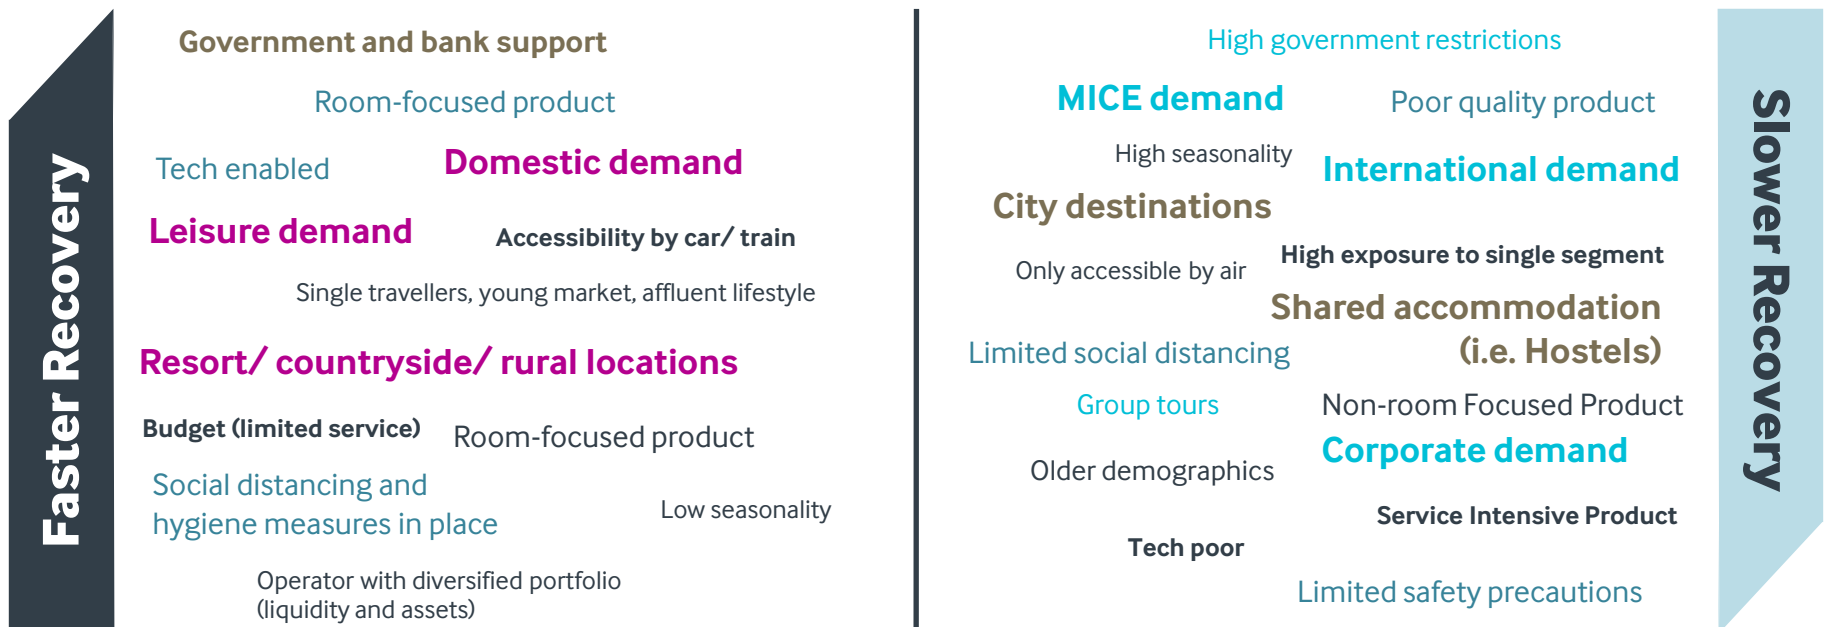 Faster Recovery
Government and bank support
Room-focused product
Tech enabled
Domestic demand
Leisure demand
Accessibility by car/ train
Single travellers, young market, affluent lifestyle
Resort/ countryside/ rural locations
Budget (limited service)
Room-focused product
Social distancing and
hygiene measures in place
Low seasonality
Operator with diversified portfolio
(liquidity and assets)
High government restrictions
MICE demand
Poor quality product
High seasonality
International demand
City destinations
High exposure to single segment
Only accessible by air
Shared accommodation
(i.e. Hostels)
Limited social distancing
Group tours
Non-room Focused Product
Corporate demand
Older demographics
Service Intensive Product
Tech poor
Limited safety precautions
Slower Recovery